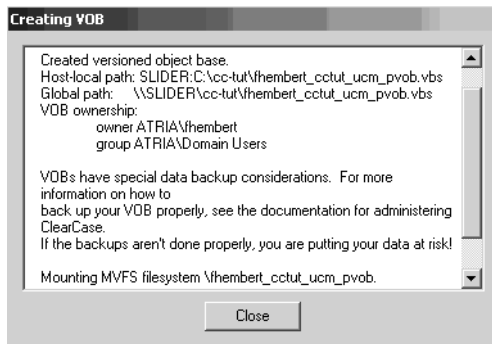 Creating VOB
Created versioned object base.
Host-local path: SLIDER:C:\cc-tut\fhembert_cctut_ucm_pvob.vbs
Global path: \\SLIDER\cc-tut\fhembert_cctut_ucm_pvob.vbs
VOB ownership:
owner ATRIA\fhembert
group ATRIA\Domain Users
VOBs have special data backup considerations. For more
information on how to
back up your VOB properly, see the documentation for administering
ClearCase.
If the backups aren't done properly, you are putting your data at risk!
Mounting MVFS filesystem \fhembert_cctut_ucm_pvob.
Close